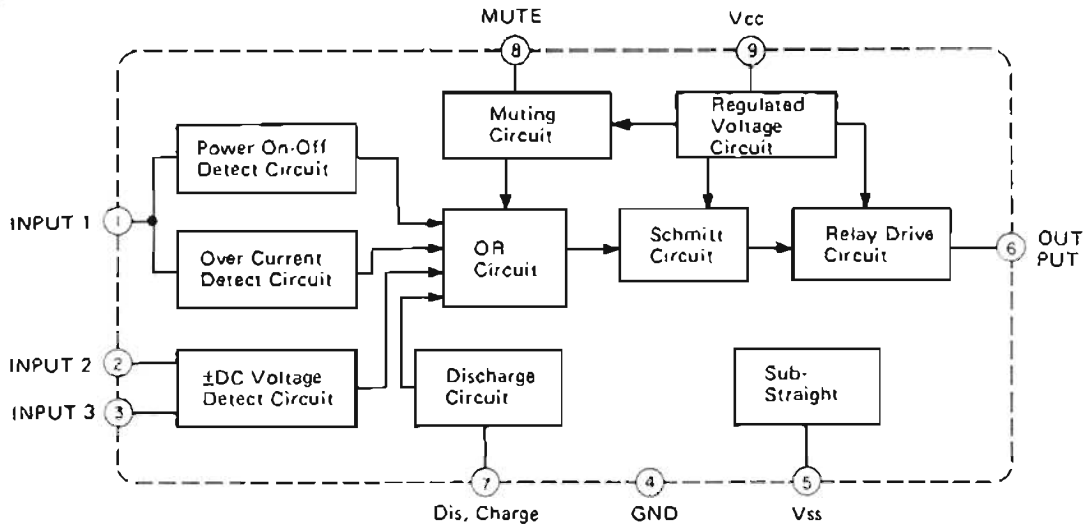 MUTE
Vcc
8
9
Muting
Circuit
Regulated
Voltage
Circuit
Power On-Off
Detect Circuit
INPUT 1
1
Over Current
Detect Circuit
OR
Circuit
Schmitt
Circuit
Relay Drive
Circuit
6
OUT
PUT
INPUT 2
2
INPUT 3
3
±DC Voltage
Detect Circuit
Discharge
Circuit
Sub-
Straight
7
4
5
Dis, Charge
GND
Vss